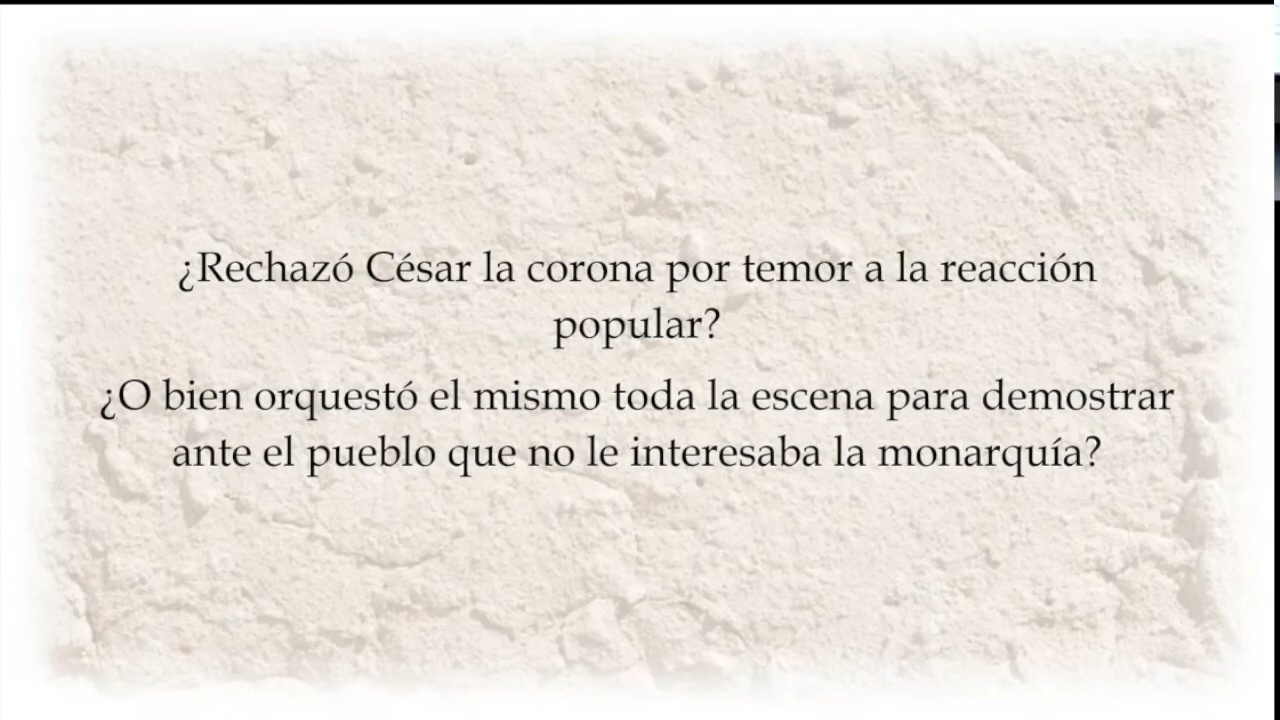 ¿Rechazó César la corona por temor a la reacción
popular?
¿O bien orquestó el mismo toda la escena para demostrar
ante el pueblo que no le interesaba la monarquía?